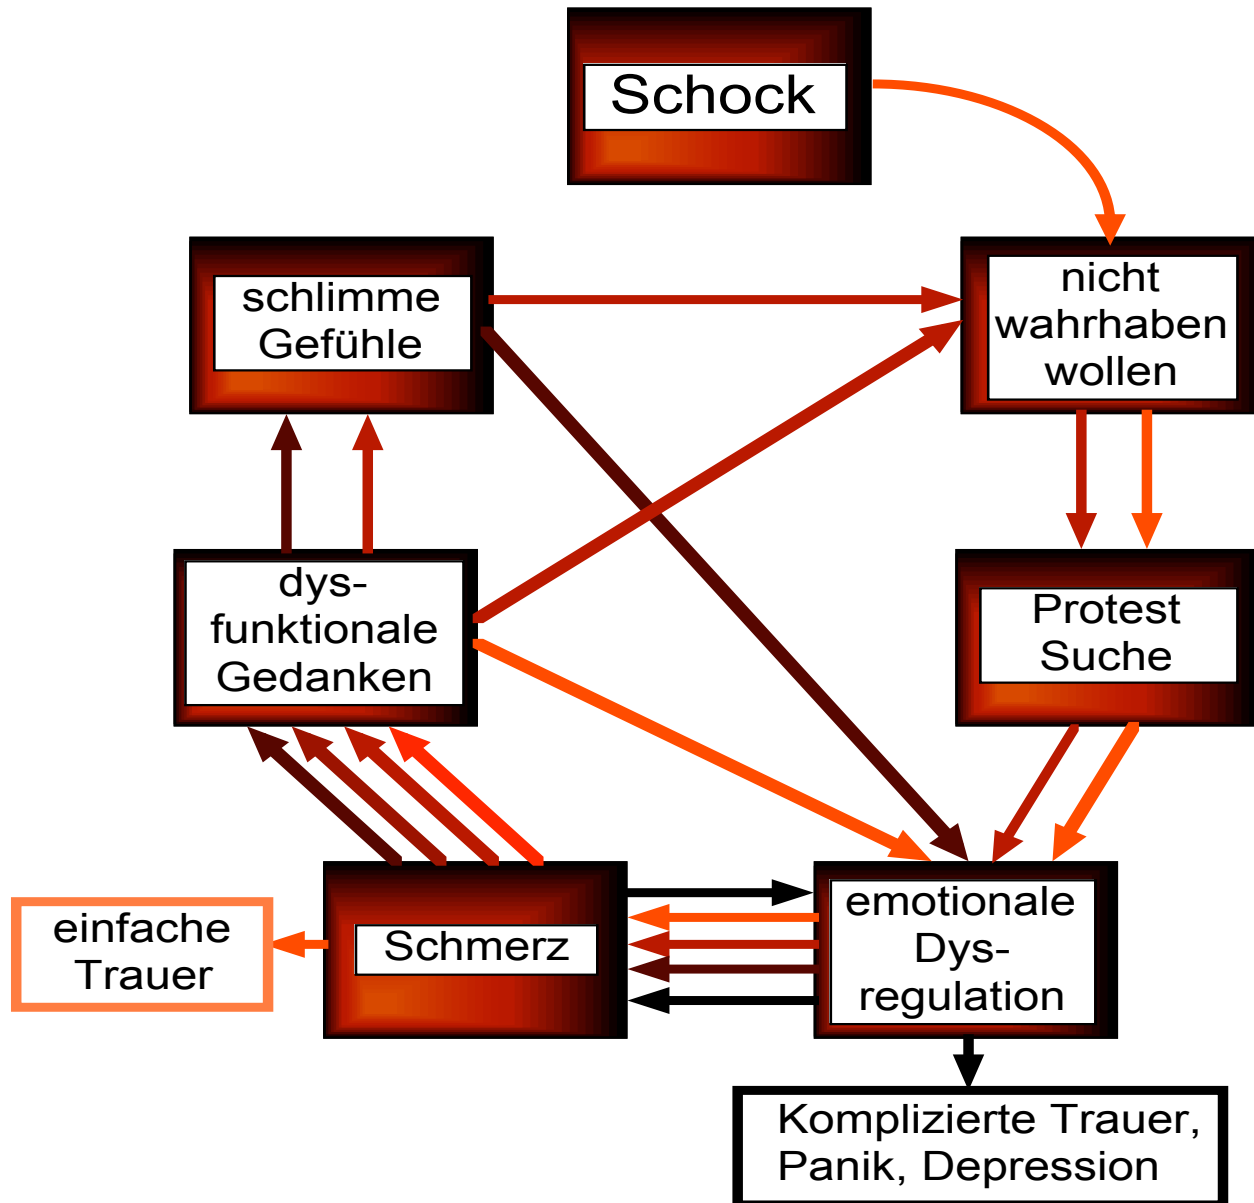 Schock
schlimme
Gefühle
nicht
wahrhaben
wollen
dys-
funktionale
Gedanken
Protest
Suche
einfache
Trauer
Schmerz
emotionale
Dys-
regulation
Komplizierte Trauer,
Panik, Depression